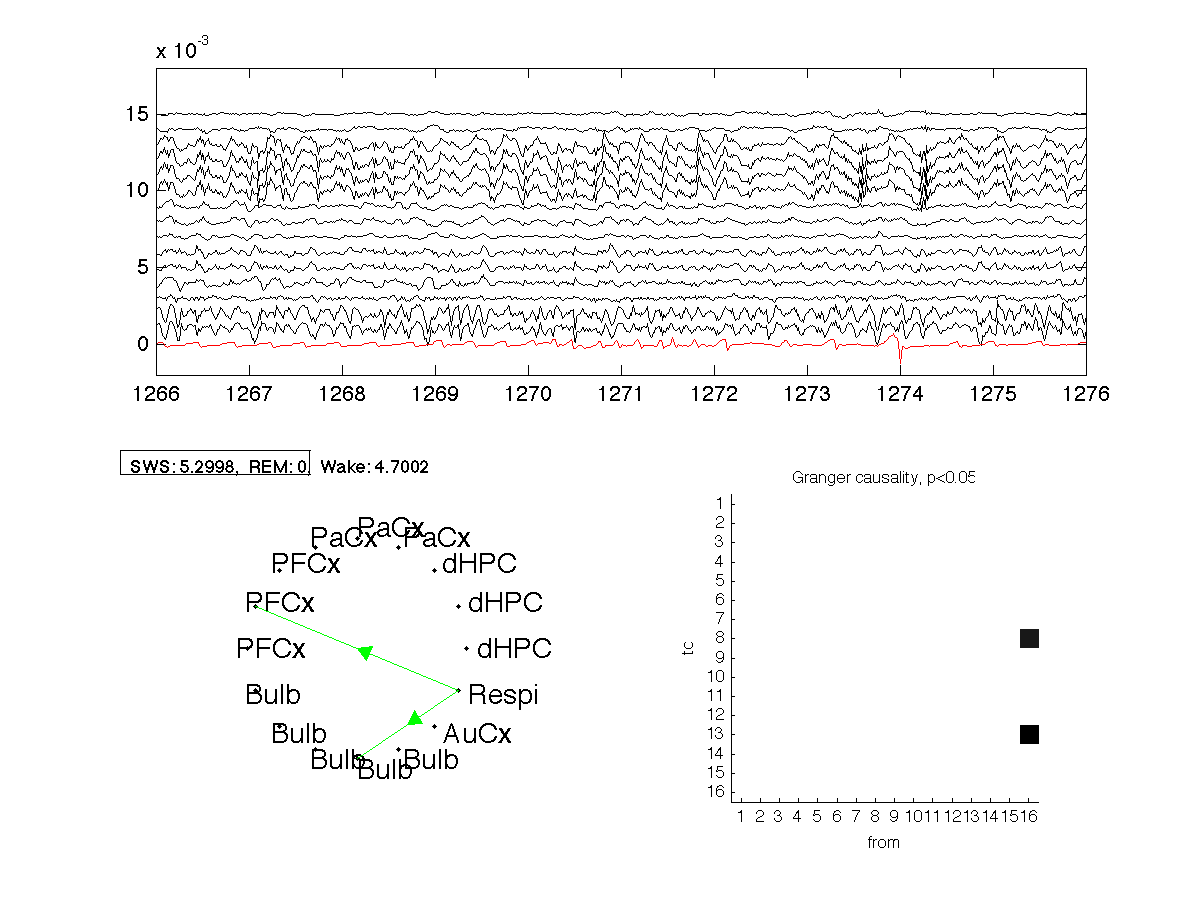 x 10-3
15
10
5
0
1266 1267 1268 1269 1270 1271 1272 1273 1274 1275 1276
SWS:5.2998, REM:0, Wake:4.7002
Granger causality, p<0.05
PaCx
PaCx PaCx
PFCx dHPC
PFCx dHPC
PFCx dHPC
Bulb Respi
Bulb AuCx
Bulb Bulb
Bulb
1
2
3
4
5
6
7
8
9
10
11
12
13
14
15
16
to
1 2 3 4 5 6 7 8 9 10 11 12 13 14 15 16
from